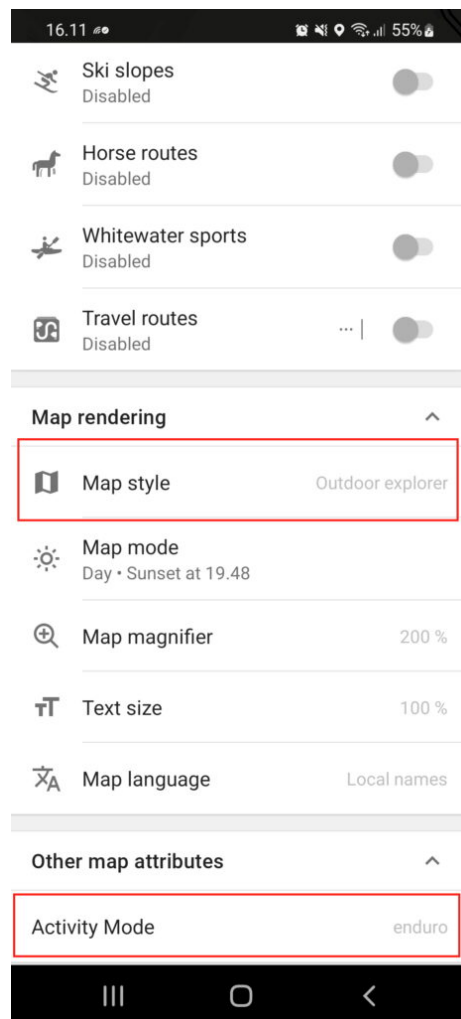 16.11 55%
Ski slopes
Disabled
Horse routes
Disabled
Whitewater sports
Disabled
Travel routes
Disabled
Map rendering
Map style Outdoor explorer
Map mode
Day • Sunset at 19.48
Map magnifier 200 %
Text size 100 %
Map language Local names
Other map attributes
Activity Mode enduro